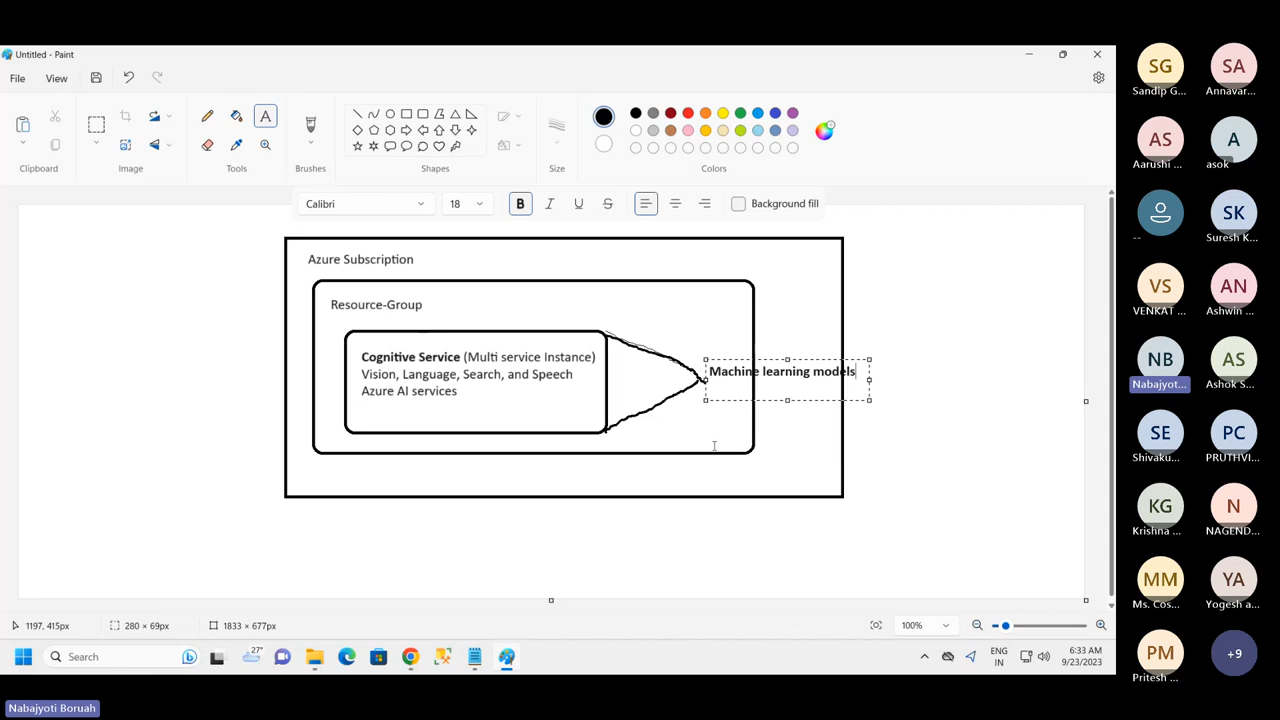 Untitled - Paint
File View
Clipboard
Image
Tools
Brushes
Shapes
Size
Colors
Calibri 18 B I U S Background fill
Azure Subscription
Resource-Group
Cognitive Service (Multi service Instance)
Vision, Language, Search, and Speech
Azure AI services
Machine learning models
1197, 415px 280 × 69px 1833 × 677px 100%
Search 27° ENG
IN
6:33 AM
9/23/2023
Nabajyoti Boruah
SG SA
Sandip G... Annavar...
AS A
Aarushi ... asok
SK
-- Suresh K...
VS AN
VENKAT ... Ashwin ...
NB AS
Nabajyot... Ashok S...
SE PC
Shivaku... PRUTHVI...
KG N
Krishna ... NAGEND...
MM YA
Ms. Cos... Yogesh a...
PM +9
Pritesh ...